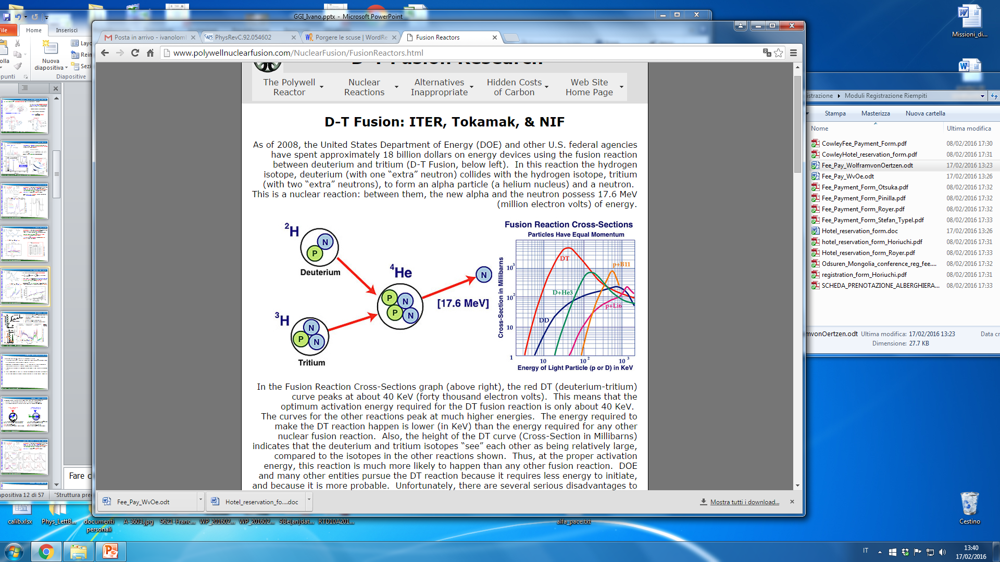 GGI_Ivano.pptx - Microsoft PowerPoint
File
Home
Inserisci
Nuova
diapositiva
Diapositive
Posta in arrivo - ivanolom
PhysRevC.92.054602
Porgere le scuse | WordRe
Fusion Reactors
www.polywellnuclearfusion.com/NuclearFusion/FusionReactors.html
D-T Fusion Research
The Polywell
Reactor
Nuclear
Reactions
Alternatives
Inappropriate
Hidden Costs
of Carbon
Web Site
Home Page
D-T Fusion: ITER, Tokamak, & NIF
As of 2008, the United States Department of Energy (DOE) and other U.S. federal agencies
have spent approximately 18 billion dollars on energy devices using the fusion reaction
between deuterium and tritium (D-T Fusion, below left).  In this reaction the hydrogen
isotope, deuterium (with one “extra” neutron) collides with the hydrogen isotope, tritium
(with two “extra” neutrons), to form an alpha particle (a helium nucleus) and a neutron.
This is a nuclear reaction: between them, the new alpha and the neutron possess 17.6 MeV
(million electron volts) of energy.
2H
N
P
Deuterium
3H
N
P
N
Tritium
4He
P
N
P
N
N
[17.6 MeV]
Fusion Reaction Cross-Sections
Particles Have Equal Momentum
Cross-Section in Millibarns
10^3
10^2
10
1
DT
p+B11
D+He3
p+Li6
DD
10
10^2
10^3
Energy of Light Particle (p or D) in KeV
In the Fusion Reaction Cross-Sections graph (above right), the red DT (deuterium-tritium)
curve peaks at about 40 KeV (forty thousand electron volts).  This means that the
optimum activation energy required for the DT fusion reaction is only about 40 KeV.
The curves for the other reactions peak at much higher energies.  The energy required to
make the DT reaction happen is lower (in KeV) than the energy required for any other
nuclear fusion reaction.  Also, the height of the DT curve (Cross-Section in Millibarns)
indicates that the deuterium and tritium isotopes “see” each other as being relatively large,
compared to the isotopes in the other reactions shown.  Thus, at the proper activation
energy, this reaction is much more likely to happen than any other fusion reaction.  DOE
and many other entities pursue the DT reaction because it requires less energy to initiate,
and because it is more probable.  Unfortunately, there are several serious disadvantages to
Fee_Pay_WvOe.odt
Hotel_reservation_fo....doc
Mostra tutti i download...
Fare c
positiva 12 di 57
"Struttura pre
Missioni_di...
istrazione
Moduli Registrazione Riempiti
Stampa
Masterizza
Nuova cartella
Nome
Ultima modifica
CowleyFee_Payment_Form.pdf 08/02/2016 17:30
CowleyHotel_reservation_form.pdf 08/02/2016 17:31
Fee_Pay_WolframvonOertzen.odt 17/02/2016 13:23
Fee_Pay_WvOe.odt 17/02/2016 13:26
Fee_Payment_Form_Otsuka.pdf 08/02/2016 17:32
Fee_Payment_Form_Pinilla.pdf 08/02/2016 17:32
Fee_Payment_Form_Royer.pdf 08/02/2016 17:32
Fee_Payment_Form_Stefan_Typel.pdf 08/02/2016 17:33
Hotel_reservation_form.doc 17/02/2016 13:26
hotel_reservation_form_Horiuchi.pdf 08/02/2016 17:31
Hotel_reservation_form_Royer.pdf 08/02/2016 17:33
Odsuren_Mongolia_conference_reg_fee.... 08/02/2016 17:32
registration_form_Horiuchi.pdf 08/02/2016 17:31
SCHEDA_PRENOTAZIONE_ALBERGHIERA... 08/02/2016 17:33
mvonOertzen.odt Ultima modifica: 17/02/2016 13:23 Data cr
Dimensione: 27.7 KB
calib.xlsx
Phys_LettB...
documenti
personali
A-3603.jpg
9621-Franc...
WP_201602...
WP_201602...
9Be(an)dat...
RTD10A201...
alfa_pace.txt
Cestino
IT
13:40
17/02/2016